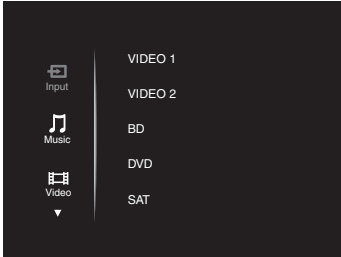 Input
Music
Video
VIDEO 1
VIDEO 2
BD
DVD
SAT